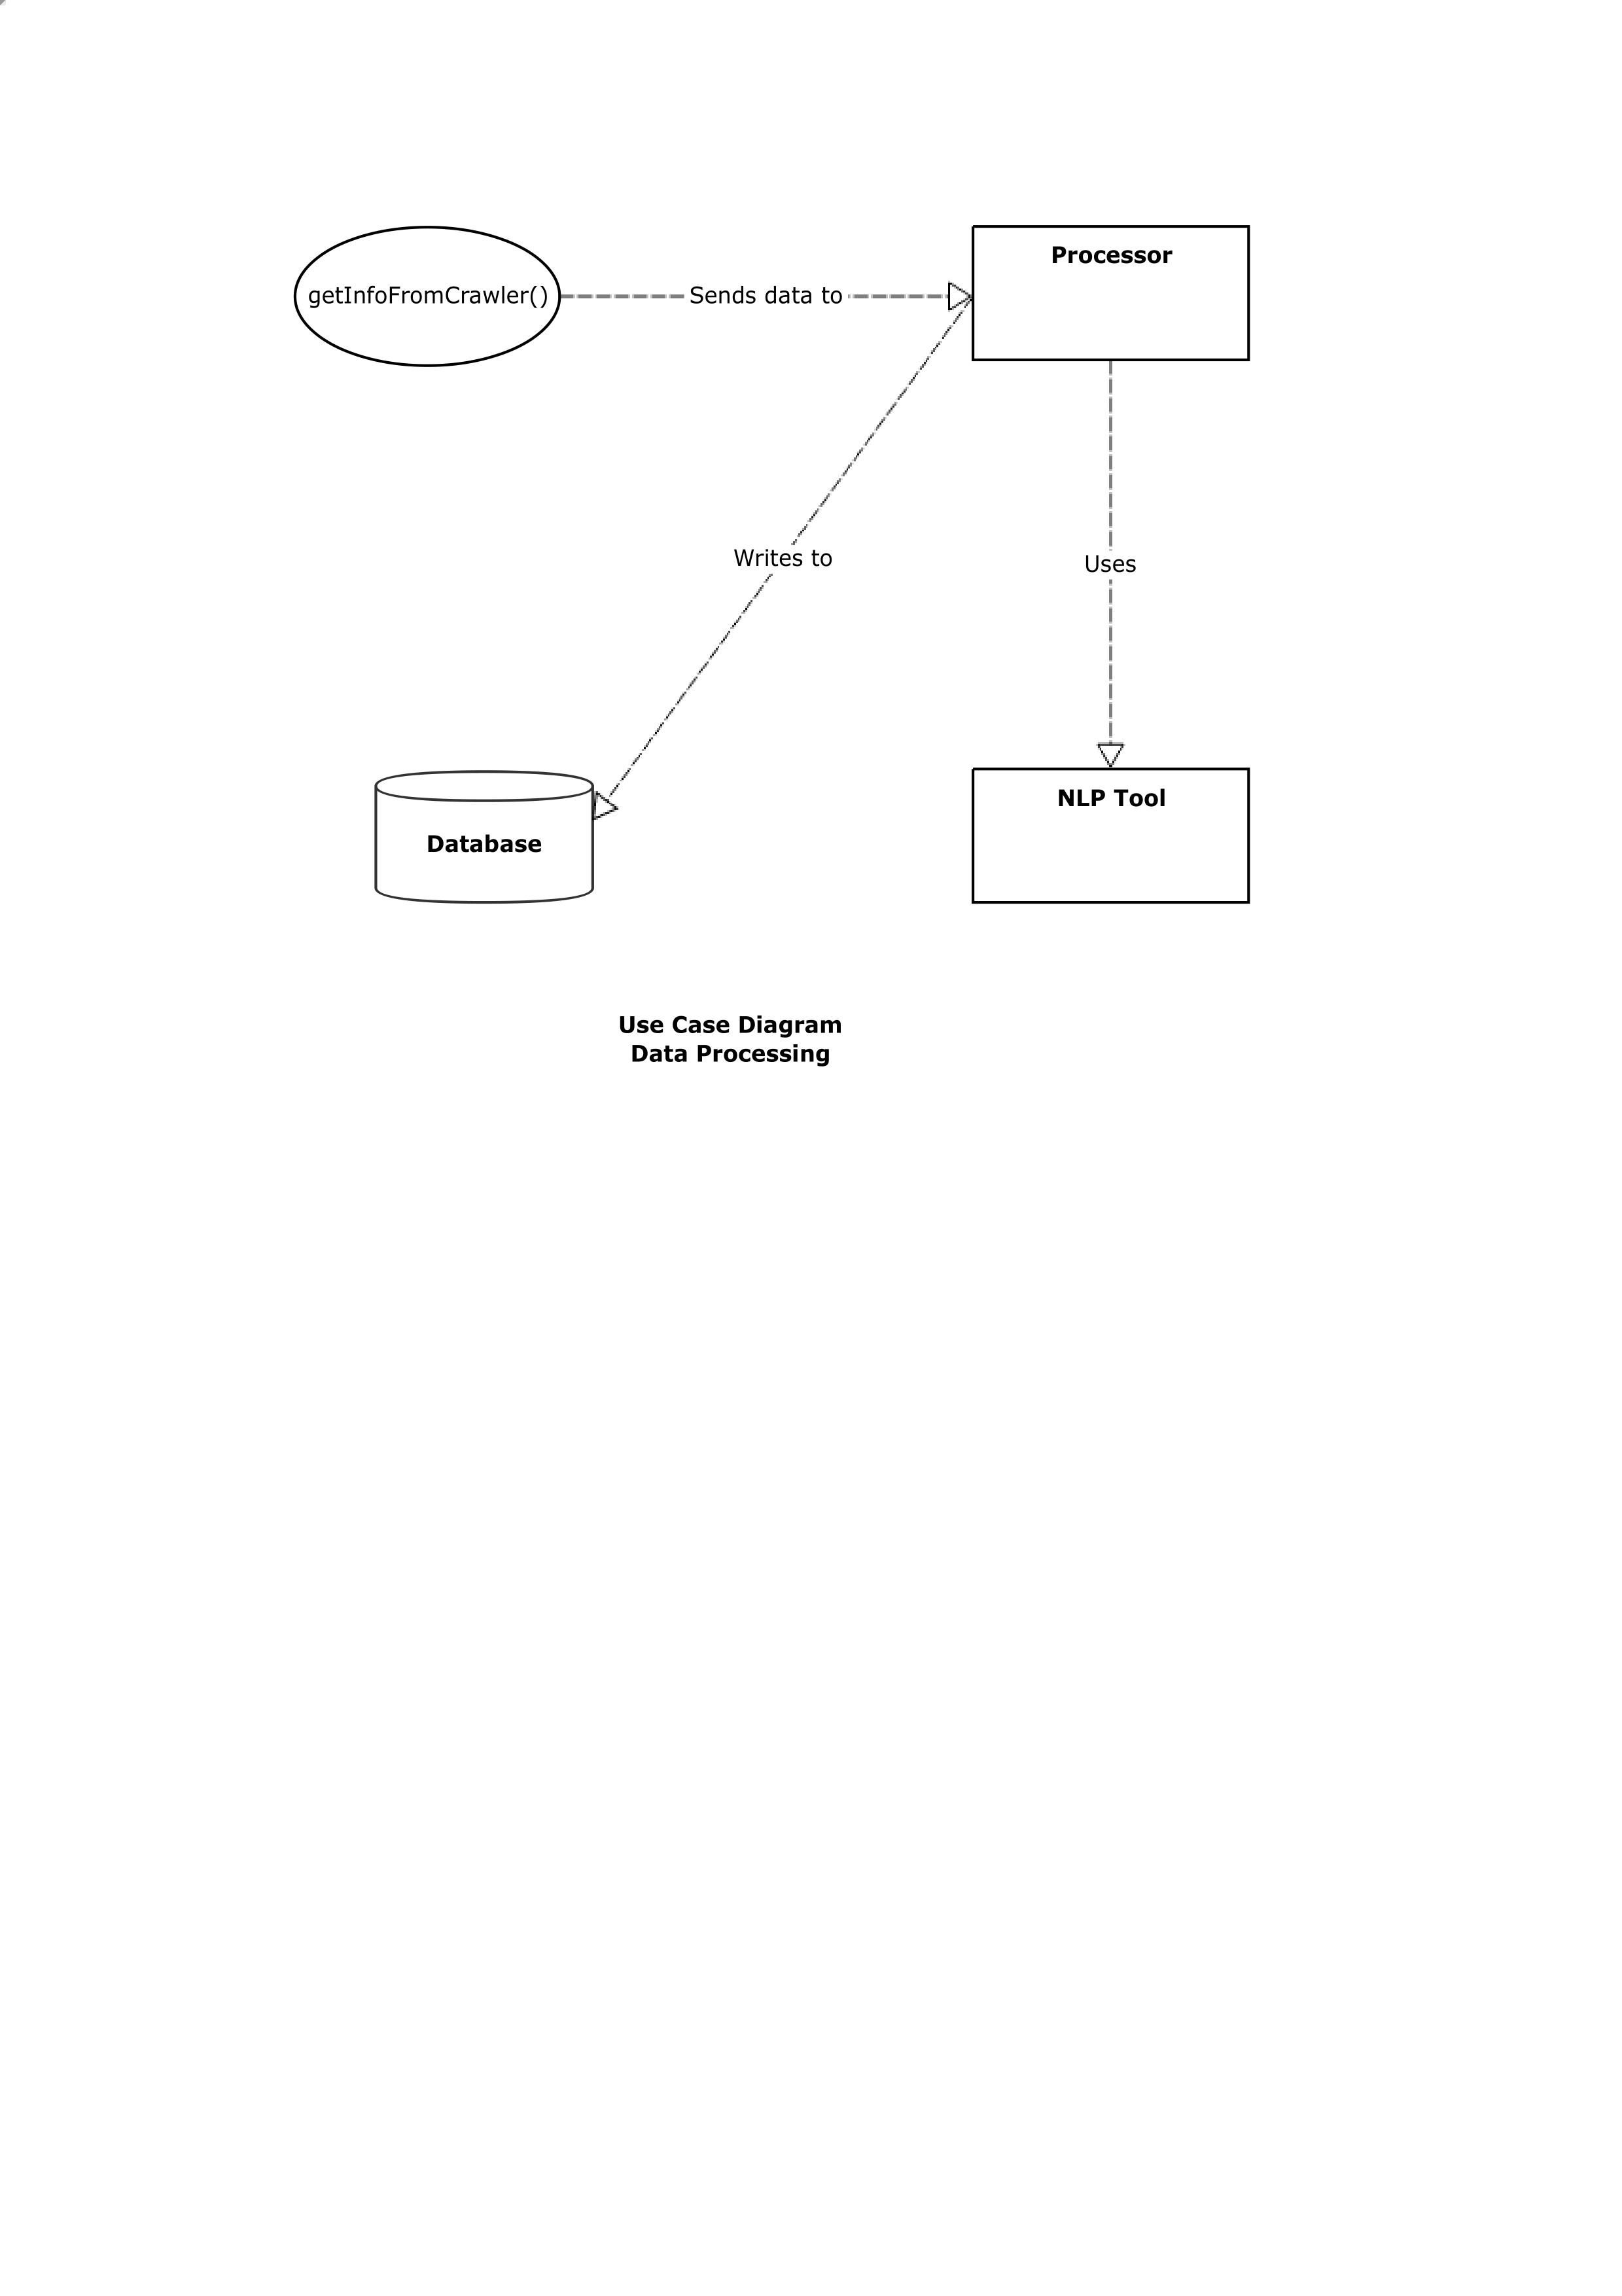 getInfoFromCrawler()
Sends data to
Processor
Writes to
Uses
Database
NLP Tool
Use Case Diagram
Data Processing